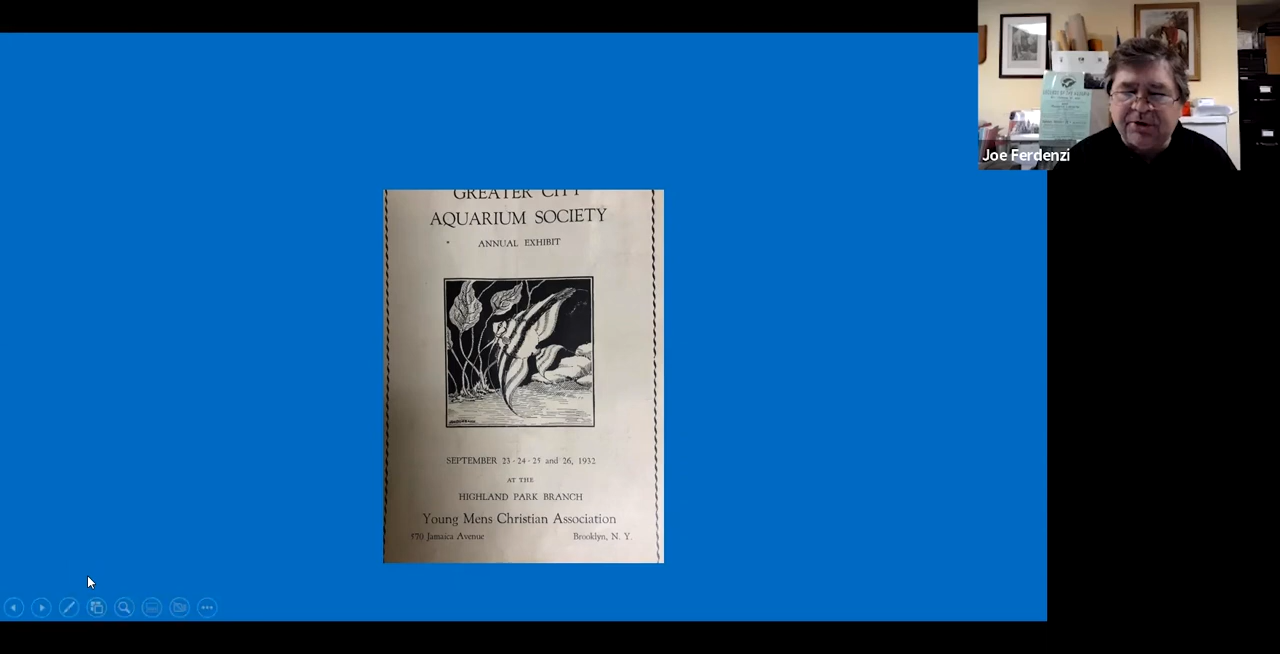 GREATER CITY
AQUARIUM SOCIETY
ANNUAL EXHIBIT
SEPTEMBER 23 - 24 - 25 and 26, 1932
AT THE
HIGHLAND PARK BRANCH
Young Mens Christian Association
570 Jamaica Avenue
Brooklyn, N. Y.
Joe Ferdenzi